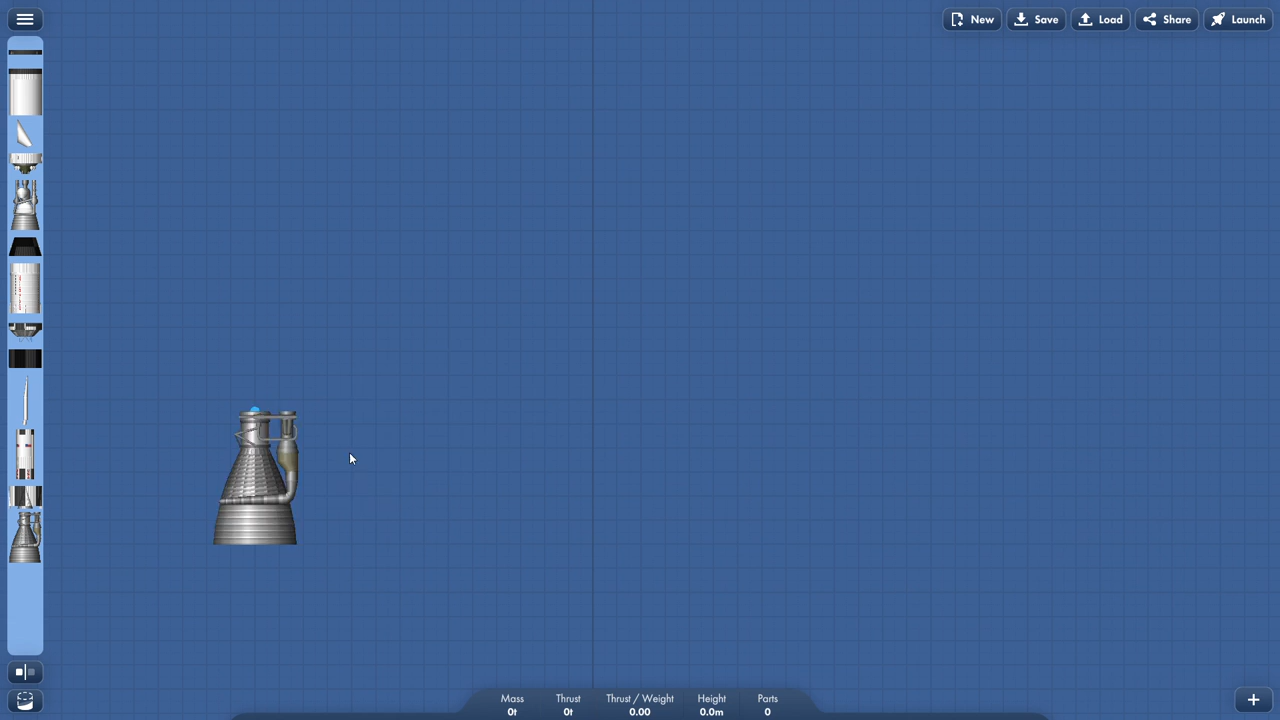 New
Save
Load
Share
Launch
Mass
0t
Thrust
0t
Thrust / Weight
0.00
Height
0.0m
Parts
0